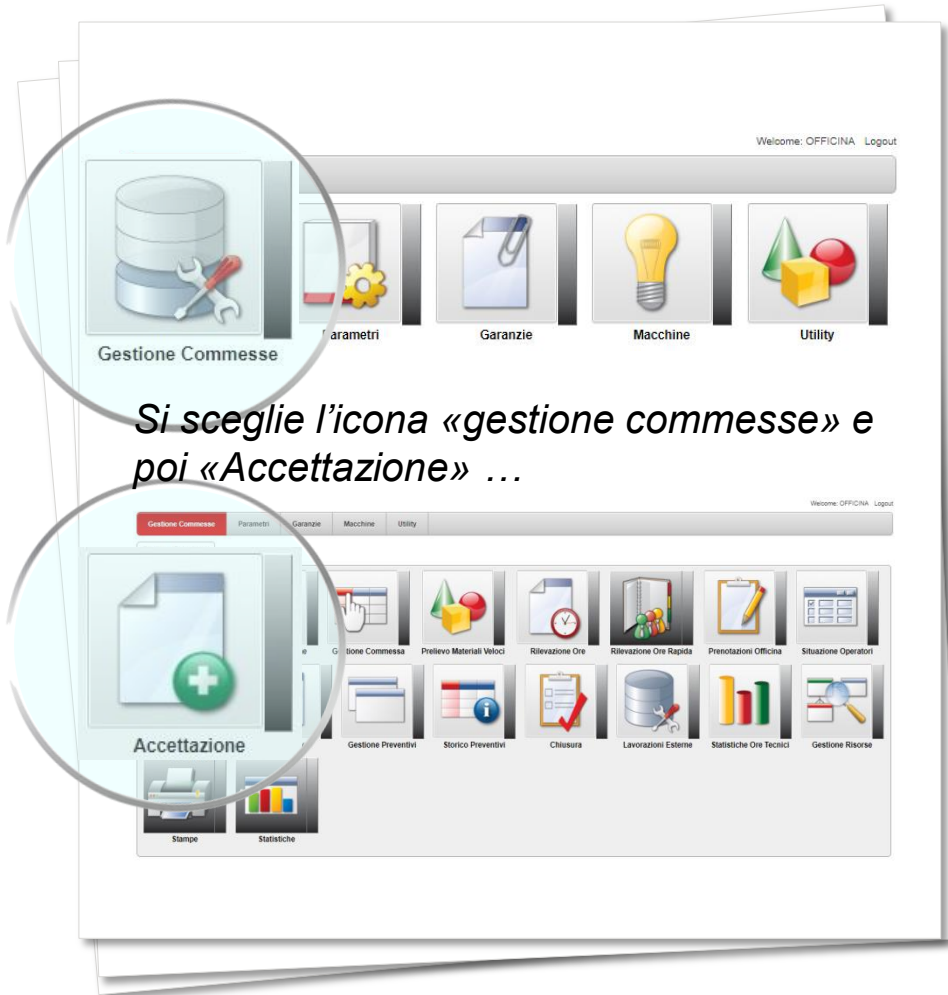 Welcome: OFFICINA Logout
Gestione Commesse
Parametri
Garanzie
Macchine
Utility
Si sceglie l’icona «gestione commesse» e
poi «Accettazione» …
Welcome: OFFICINA Logout
Gestione Commesse Parametri Garanzie Macchine Utility
Accettazione
Gestione Commessa
Prelievo Materiali Veloci
Rilevazione Ore
Rilevazione Ore Rapida
Prenotazioni Officina
Situazione Operatori
Gestione Preventivi
Storico Preventivi
Chiusura
Lavorazioni Esterne
Statistiche Ore Tecnici
Gestione Risorse
Stampe
Statistiche